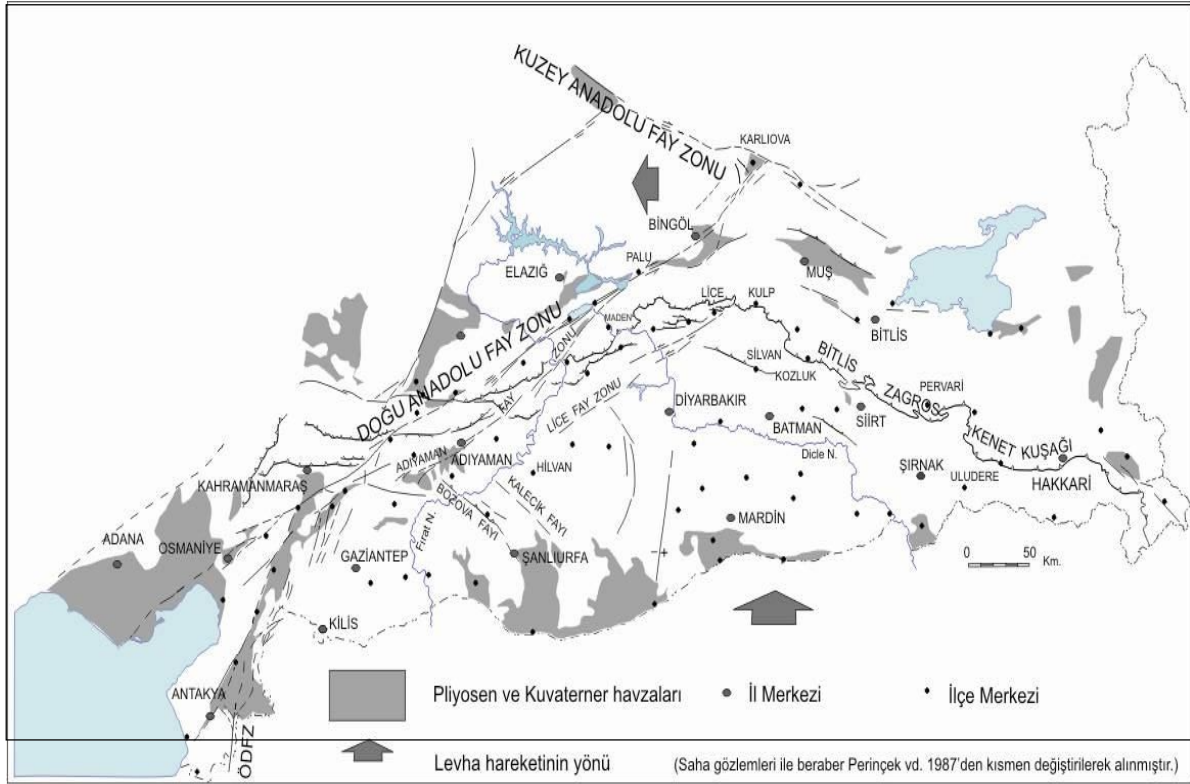 KUZEY ANADOLU FAY ZONU
KARLIOVA
BİNGÖL
PALU
ELAZIĞ
MUŞ
LİCE
KULP
MADEN
BİTLİS
DOĞU ANADOLU FAY ZONU
SİLVAN
KOZLUK
BİTLİS ZAGROS KENET KUŞAĞI
PERVARİ
SİİRT
ADIYAMAN FAY ZONU
LİCE FAY ZONU
DİYARBAKIR
BATMAN
Dicle N.
ADIYAMAN
HİLVAN
ŞIRNAK
ULUDERE
HAKKARİ
KAHRAMANMARAŞ
BOZOVA FAYI
KALECİK FAYI
MARDİN
ADANA
OSMANİYE
GAZİANTEP
Fırat N.
ŞANLIURFA
0 50 Km.
KİLİS
ANTAKYA
ÖDFZ
Pliyosen ve Kuvaterner havzaları
İl Merkezi
İlçe Merkezi
Levha hareketinin yönü
(Saha gözlemleri ile beraber Perinçek vd. 1987'den kısmen değiştirilerek alınmıştır.)